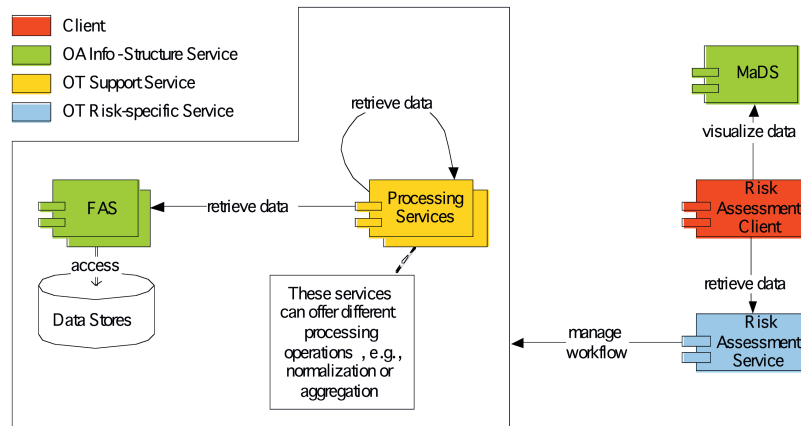 Client
OA Info-Structure Service
OT Support Service
OT Risk-specific Service
retrieve data
MaDS
visualize data
FAS
retrieve data
Processing
Services
Risk
Assessment
Client
access
retrieve data
Data Stores
These services
can offer different
processing
operations , e.g.,
normalization or
aggregation
manage
workflow
Risk
Assessment
Service